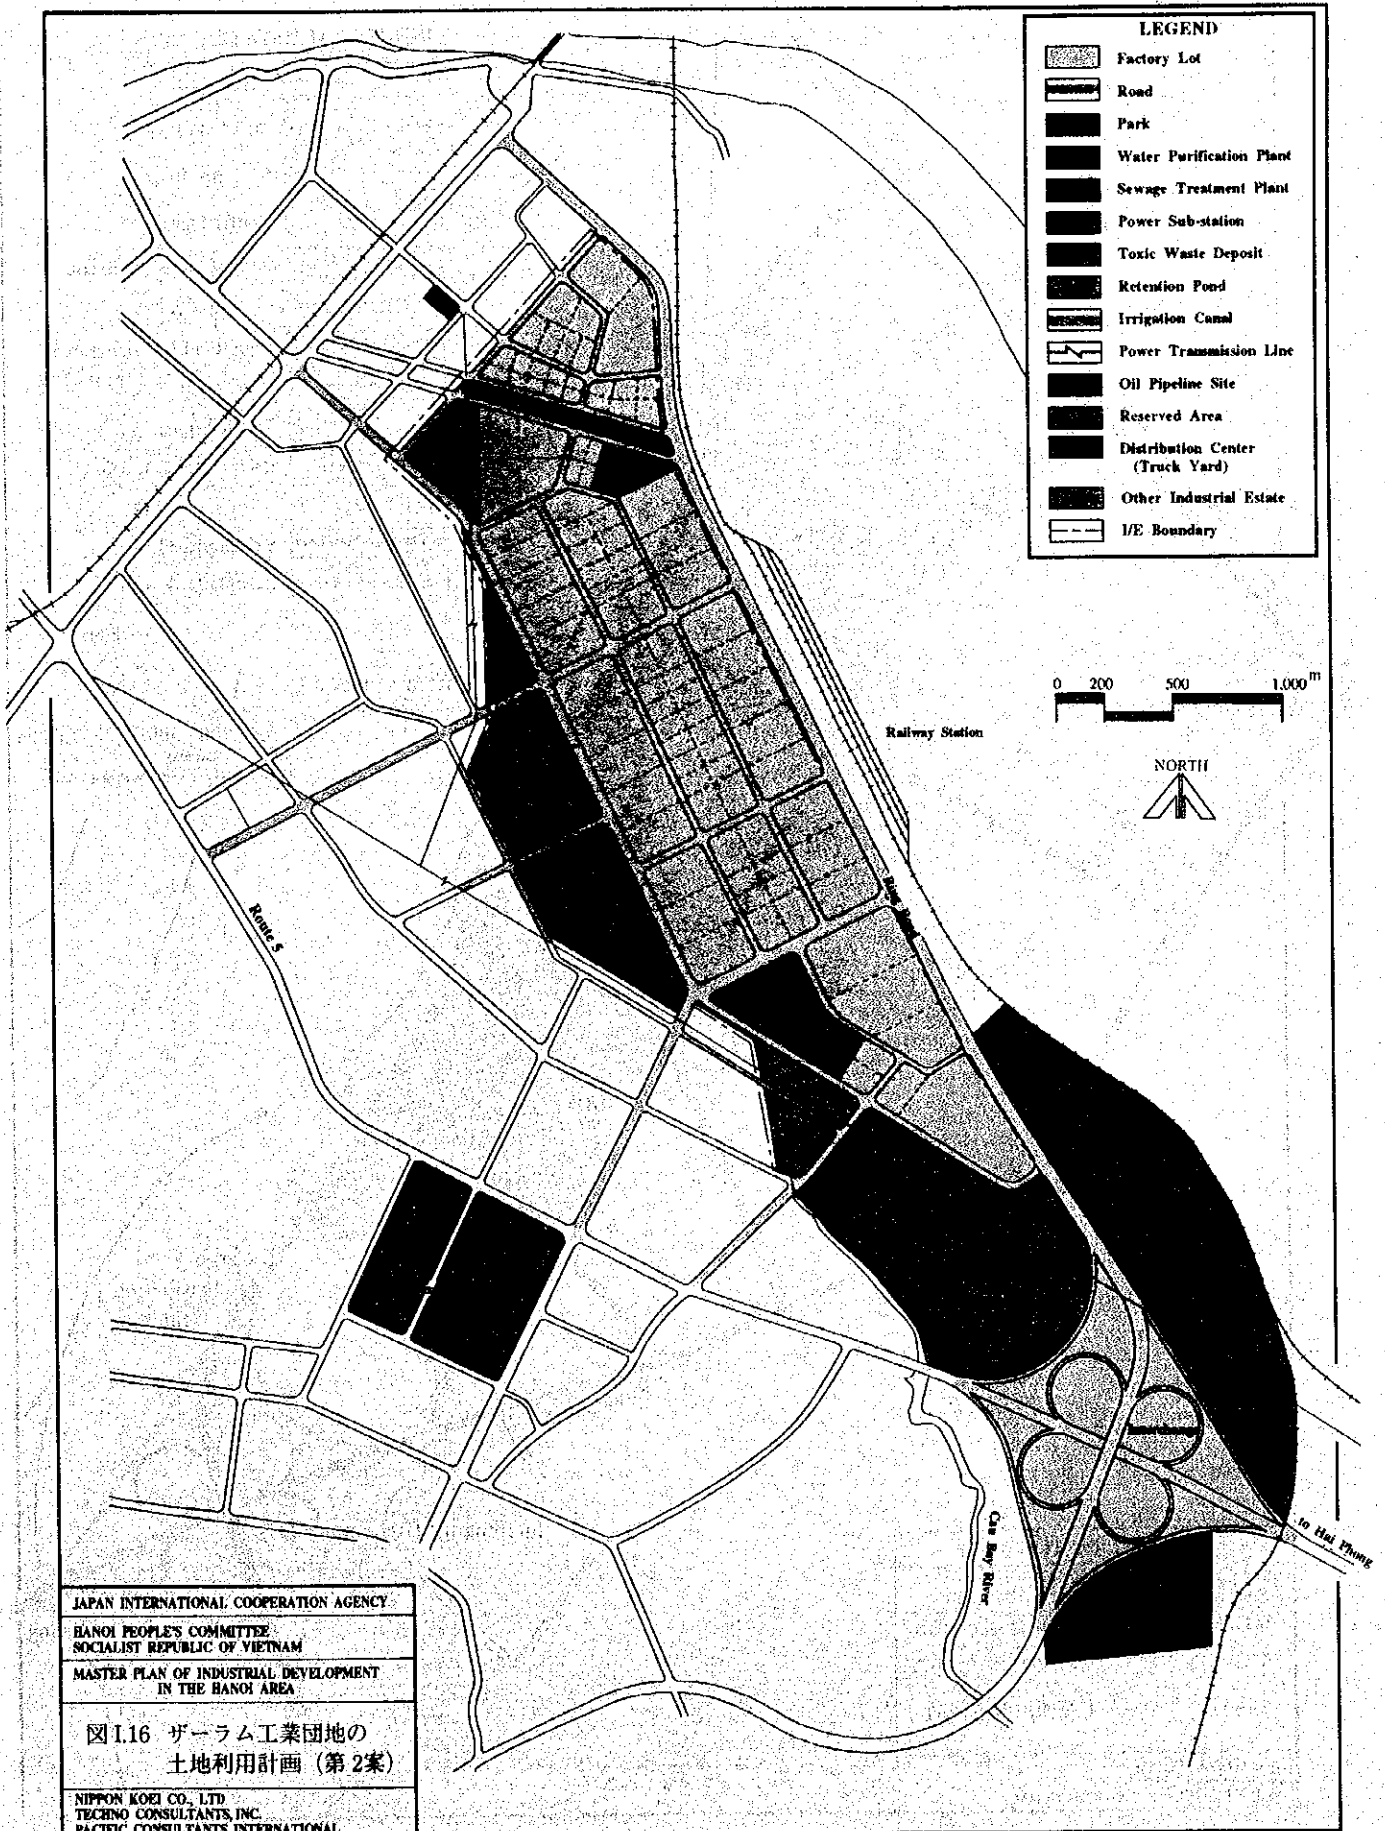 LEGEND
Factory Lot
Road
Park
Water Purification Plant
Sewage Treatment Plant
Power Sub-station
Toxic Waste Deposit
Retention Pond
Irrigation Canal
Power Transmission Line
Oil Pipeline Site
Reserved Area
Distribution Center
(Truck Yard)
Other Industrial Estate
I/E Boundary
0 200 500 1.000 m
Railway Station
NORTH
Ring Road
Route 5
Interchange
to Hai Phong
Cau Bay River
JAPAN INTERNATIONAL COOPERATION AGENCY
HANOI PEOPLE'S COMMITTEE
SOCIALIST REPUBLIC OF VIETNAM
MASTER PLAN OF INDUSTRIAL DEVELOPMENT
IN THE HANOI AREA
図 I.16 ザーラム工業団地の
土地利用計画（第2案）
NIPPON KOEI CO., LTD
TECHNO CONSULTANTS, INC.
PACIFIC CONSULTANTS INTERNATIONAL